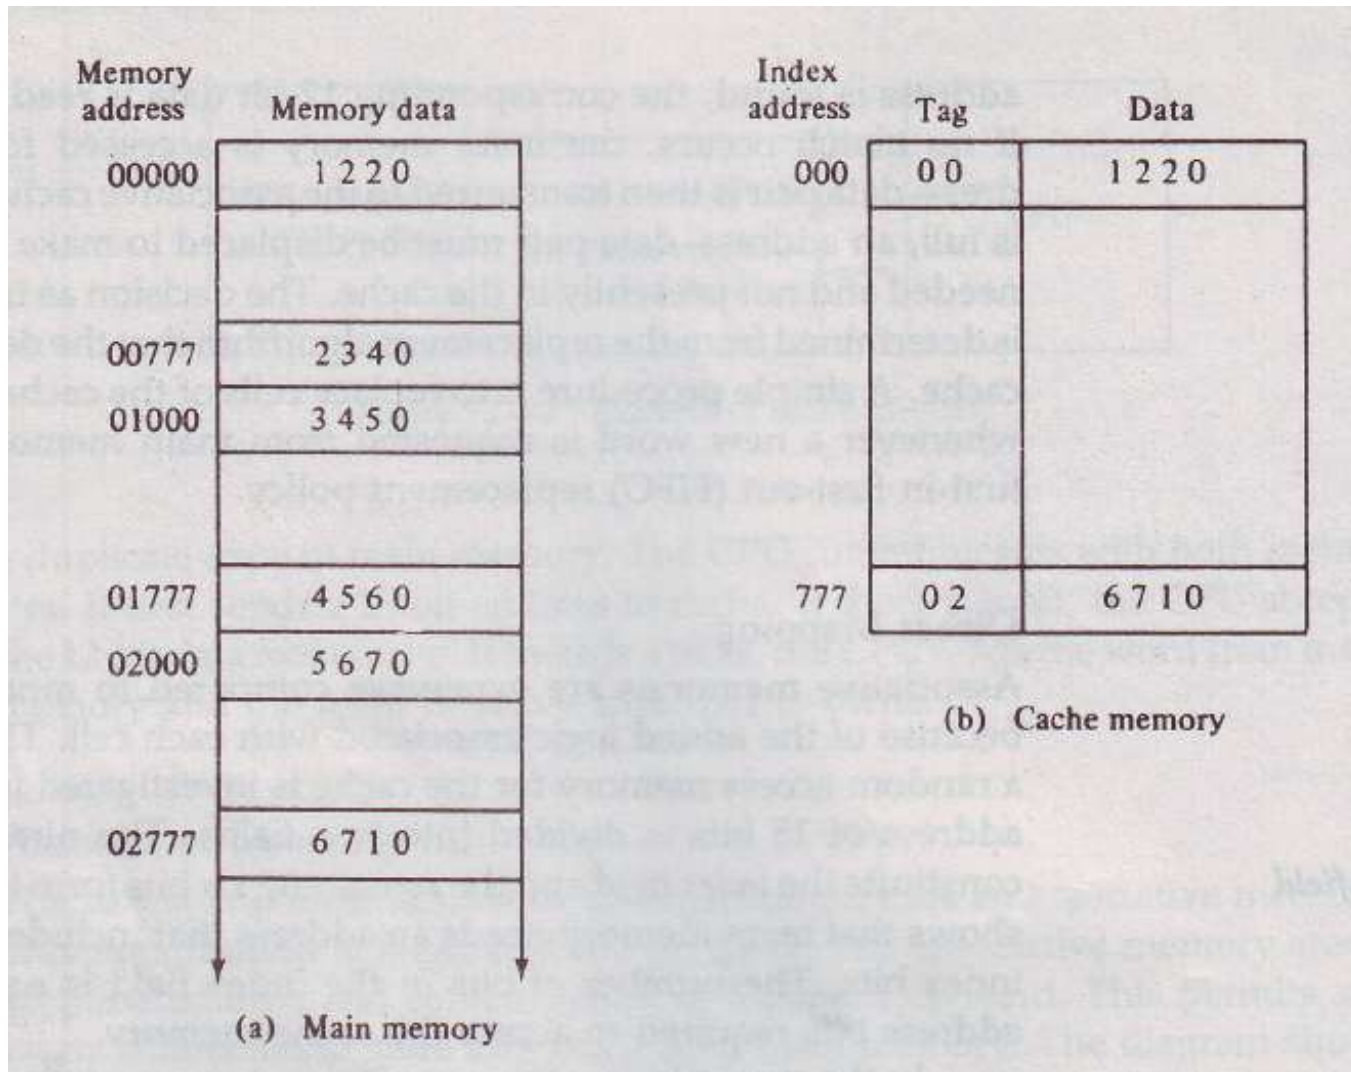 Memory
address Memory data
00000 1220
00777 2340
01000 3450
01777 4560
02000 5670
02777 6710
(a) Main memory
Index
address Tag Data
000 00 1220
777 02 6710
(b) Cache memory
field